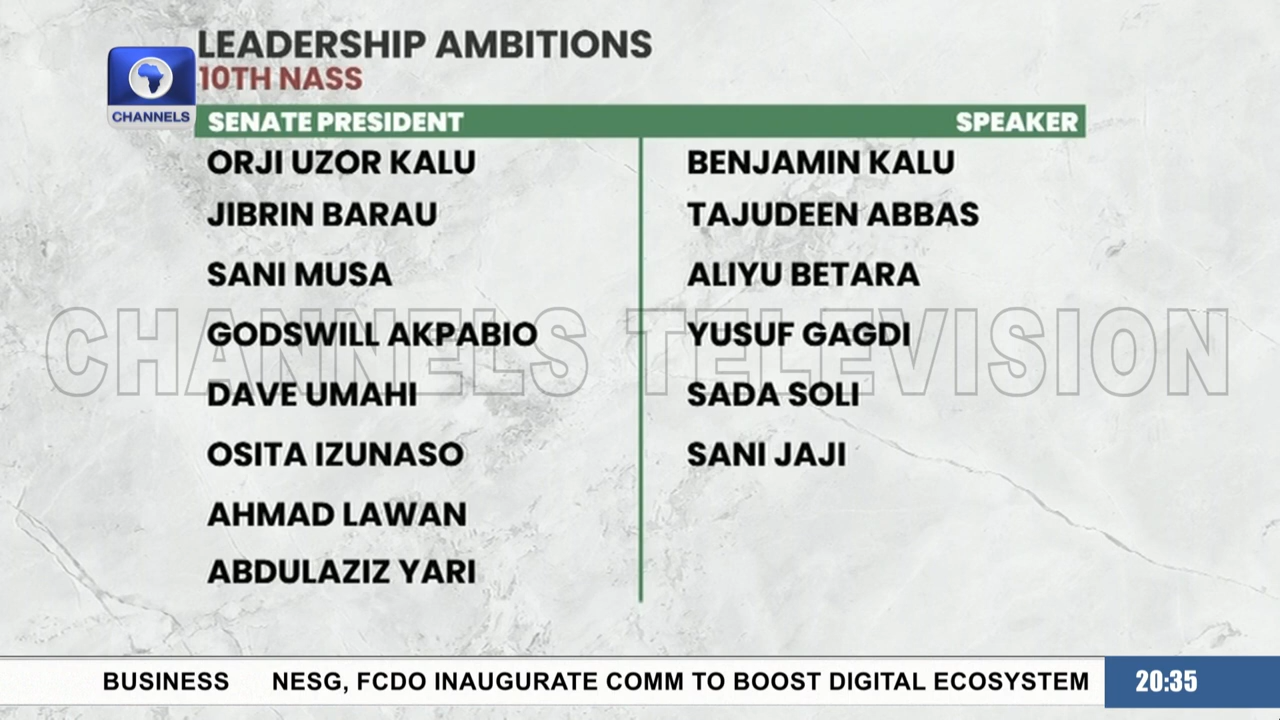 LEADERSHIP AMBITIONS
10TH NASS
CHANNELS
SENATE PRESIDENT
SPEAKER
ORJI UZOR KALU
JIBRIN BARAU
SANI MUSA
GODSWILL AKPABIO
DAVE UMAHI
OSITA IZUNASO
AHMAD LAWAN
ABDULAZIZ YARI
BENJAMIN KALU
TAJUDEEN ABBAS
ALIYU BETARA
YUSUF GAGDI
SADA SOLI
SANI JAJI
CHANNELS TELEVISION
BUSINESS NESG, FCDO INAUGURATE COMM TO BOOST DIGITAL ECOSYSTEM
20:35